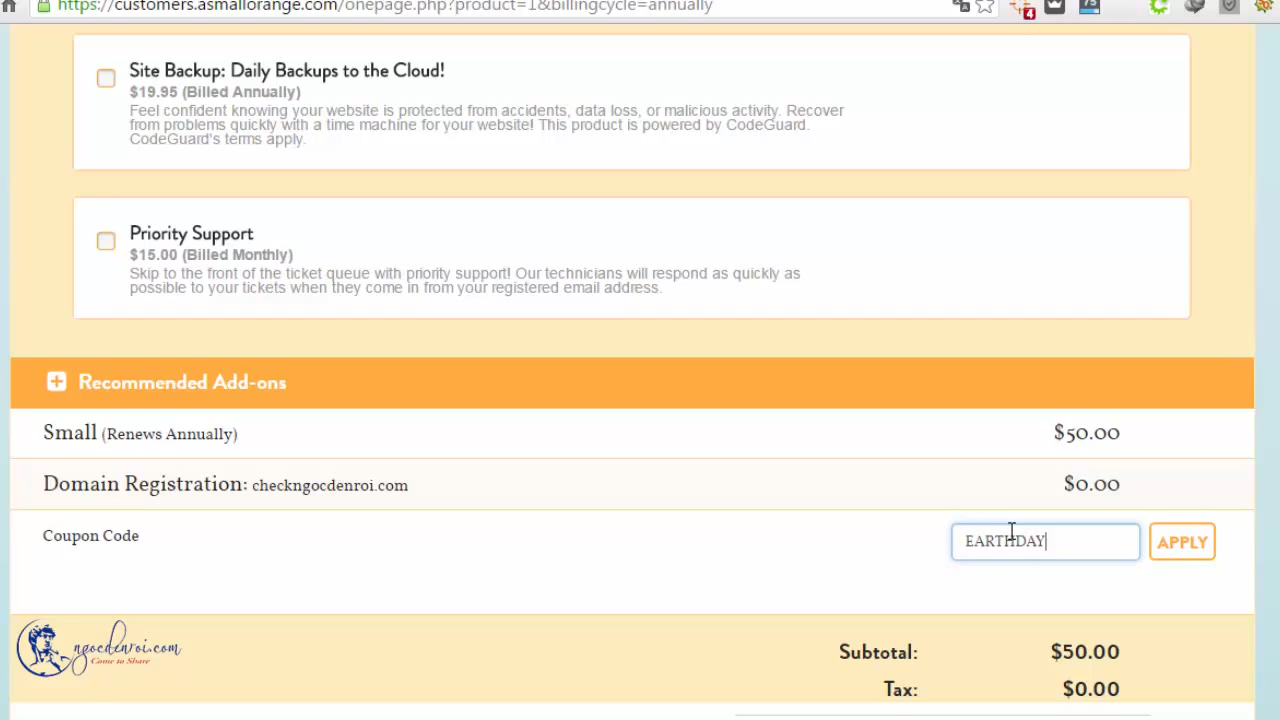 https://customers.asmallorange.com/onepage.php?product=1&billingcycle=annually
4
75
Site Backup: Daily Backups to the Cloud!
$19.95 (Billed Annually)
Feel confident knowing your website is protected from accidents, data loss, or malicious activity. Recover
from problems quickly with a time machine for your website! This product is powered by CodeGuard.
CodeGuard's terms apply.
Priority Support
$15.00 (Billed Monthly)
Skip to the front of the ticket queue with priority support! Our technicians will respond as quickly as
possible to your tickets when they come in from your registered email address.
Recommended Add-ons
Small (Renews Annually) $50.00
Domain Registration: checkngocdenroi.com $0.00
Coupon Code EARTHDAY APPLY
ngocdenroi.com
Come to Share
Subtotal: $50.00
Tax: $0.00